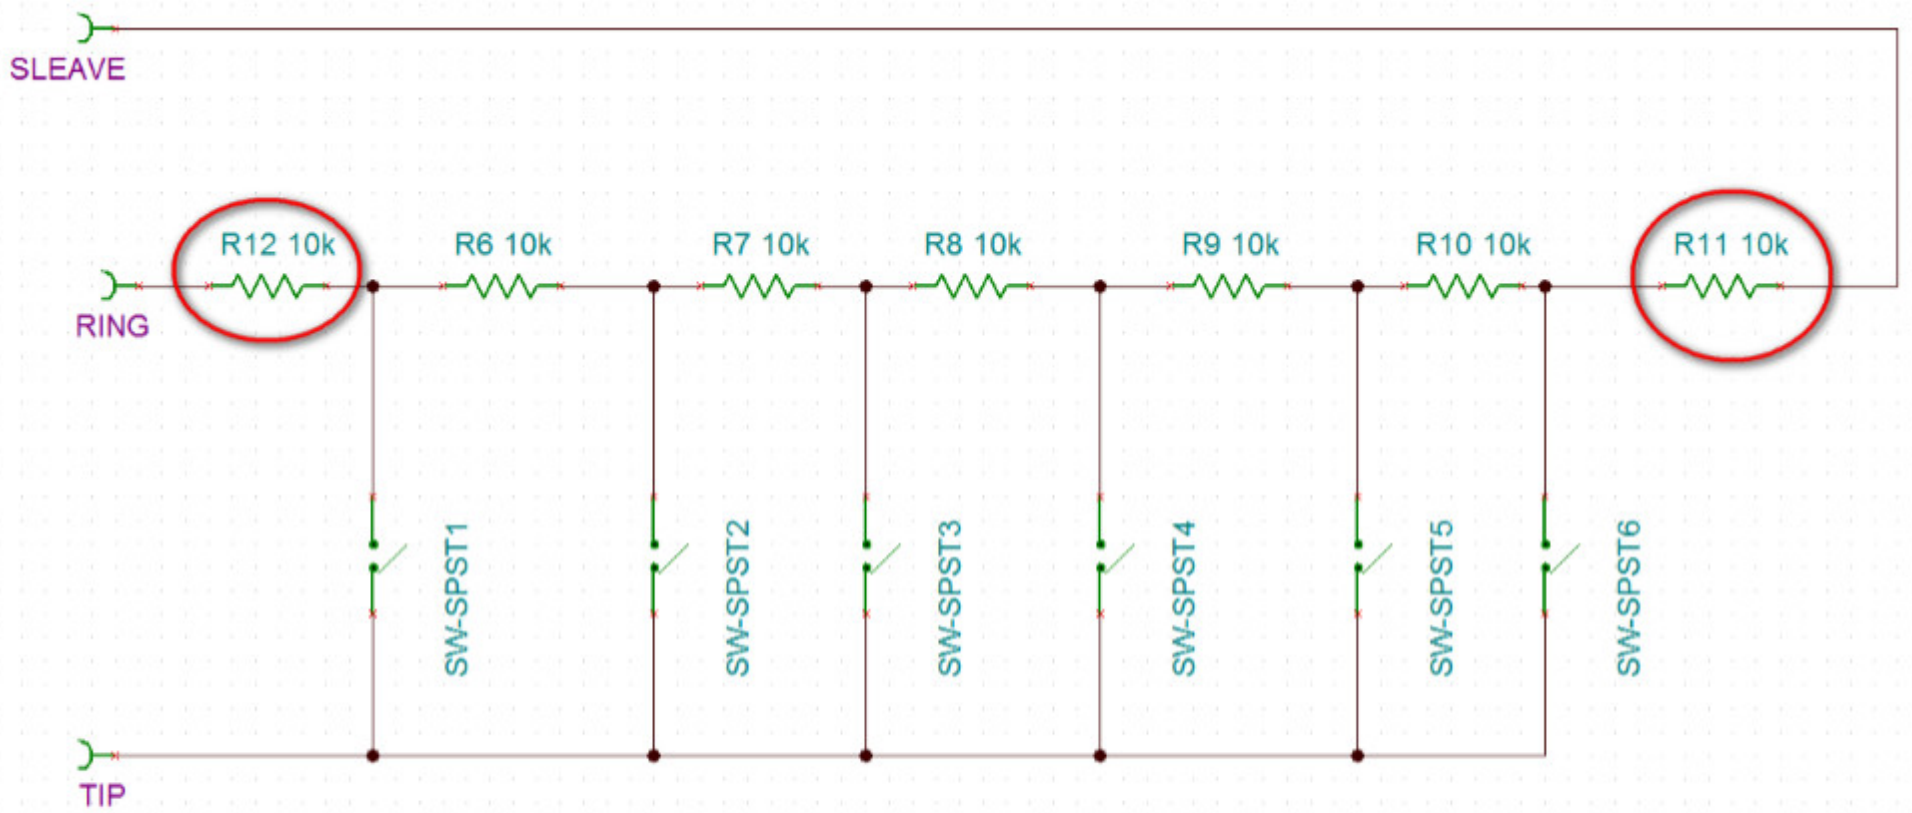 SLEAVE
R12 10k
R6 10k
R7 10k
R8 10k
R9 10k
R10 10k
R11 10k
RING
SW-SPST1
SW-SPST2
SW-SPST3
SW-SPST4
SW-SPST5
SW-SPST6
TIP